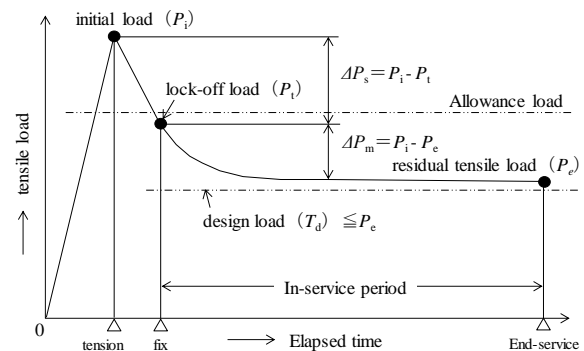 initial load（Pi）
ΔPs＝Pi - Pt
lock-off load（Pt）
Allowance load
ΔPm＝Pi - Pe
residual tensile load（Pe）
design load（Td）≦Pe
tensile load
In-service period
0
tension
fix
Elapsed time
End-service